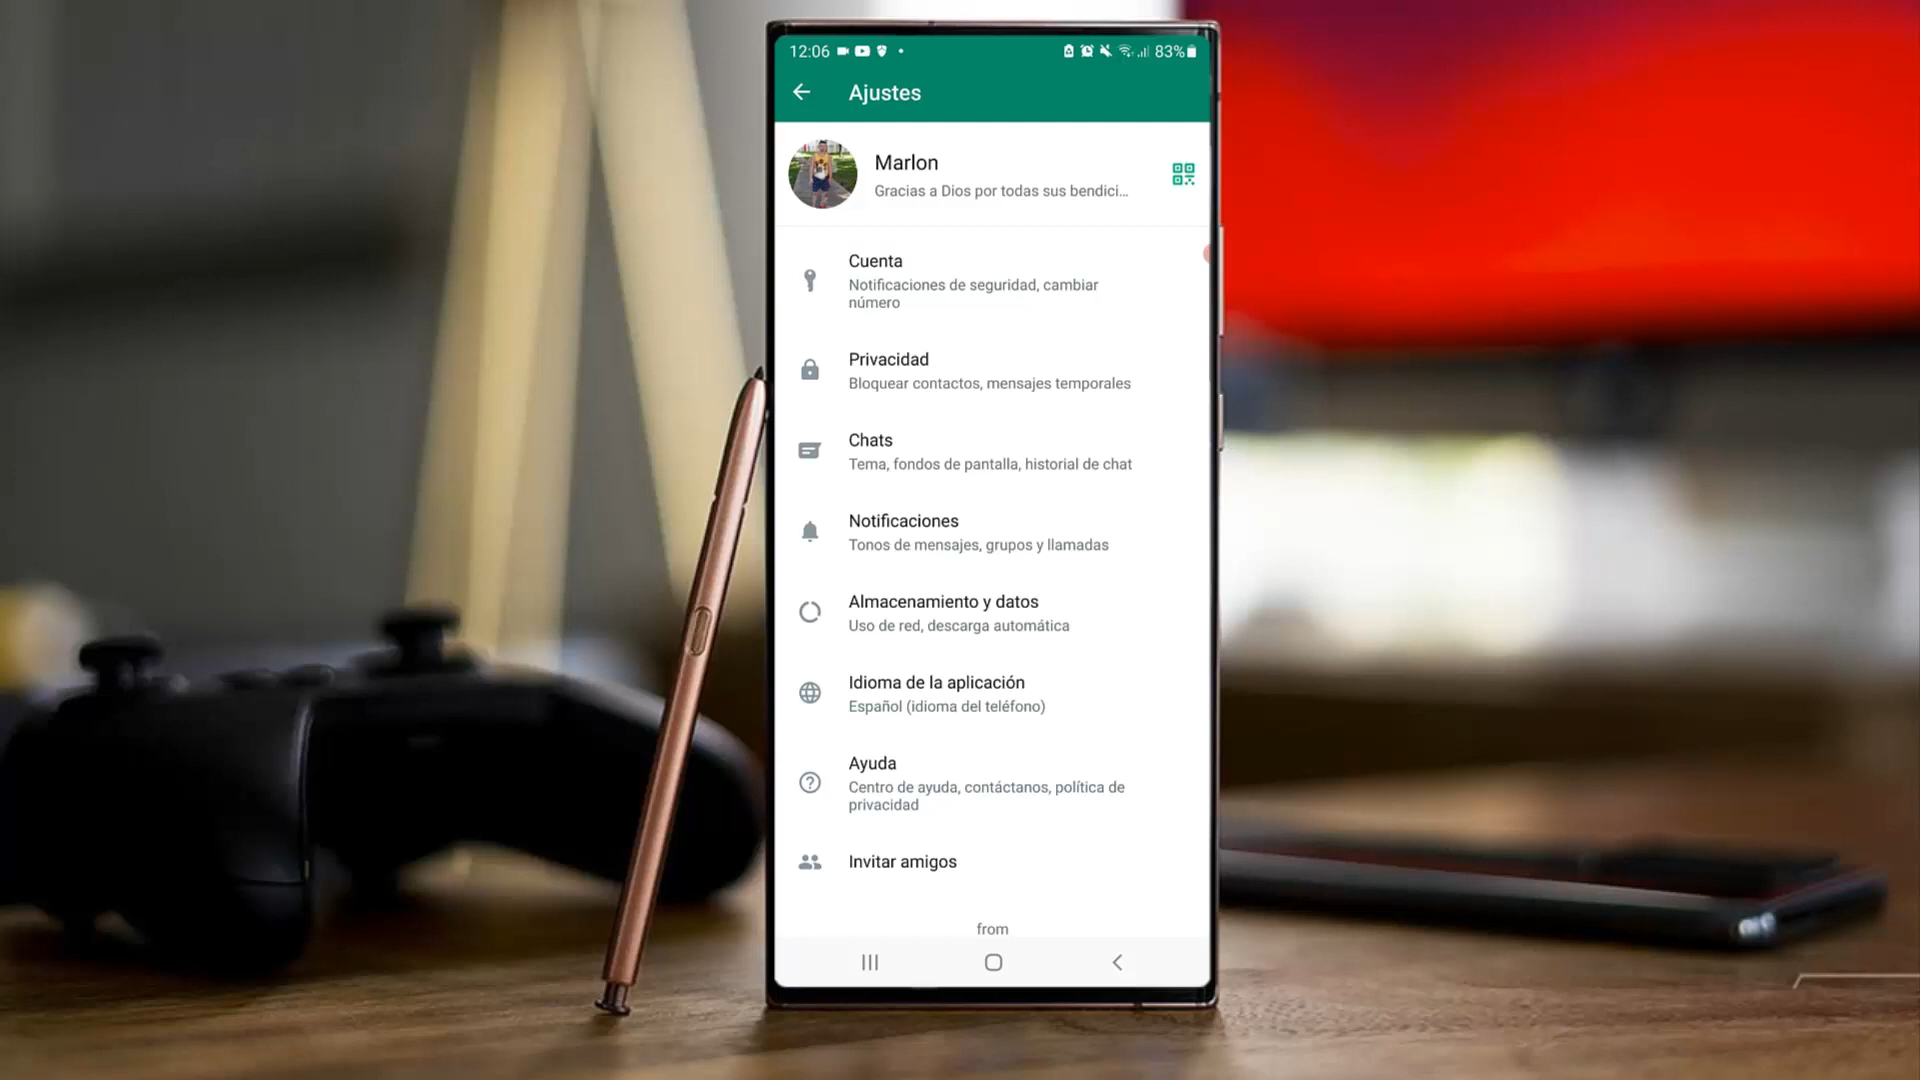 12:06
83%
Ajustes
Marlon
Gracias a Dios por todas sus bendici...
Cuenta
Notificaciones de seguridad, cambiar
número
Privacidad
Bloquear contactos, mensajes temporales
Chats
Tema, fondos de pantalla, historial de chat
Notificaciones
Tonos de mensajes, grupos y llamadas
Almacenamiento y datos
Uso de red, descarga automática
Idioma de la aplicación
Español (idioma del teléfono)
Ayuda
Centro de ayuda, contáctanos, política de
privacidad
Invitar amigos
from